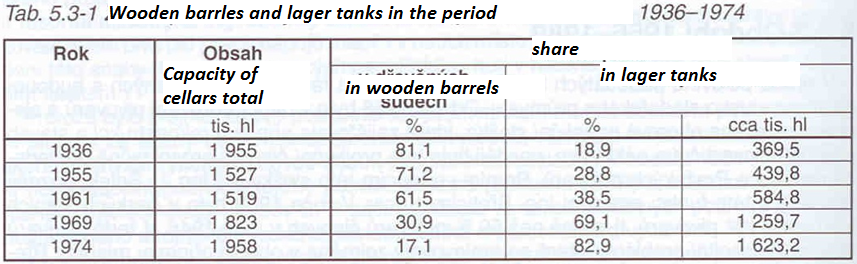 Tab. 5.3-1 Wooden barrles and lager tanks in the period 1936–1974
Rok Obsah share
Capacity of cellars total in wooden barrels in lager tanks
sudech
tis. hl % % cca tis. hl
1936 1 955 81,1 18,9 369,5
1955 1 527 71,2 28,8 439,8
1961 1 519 61,5 38,5 584,8
1969 1 823 30,9 69,1 1 259,7
1974 1 958 17,1 82,9 1 623,2